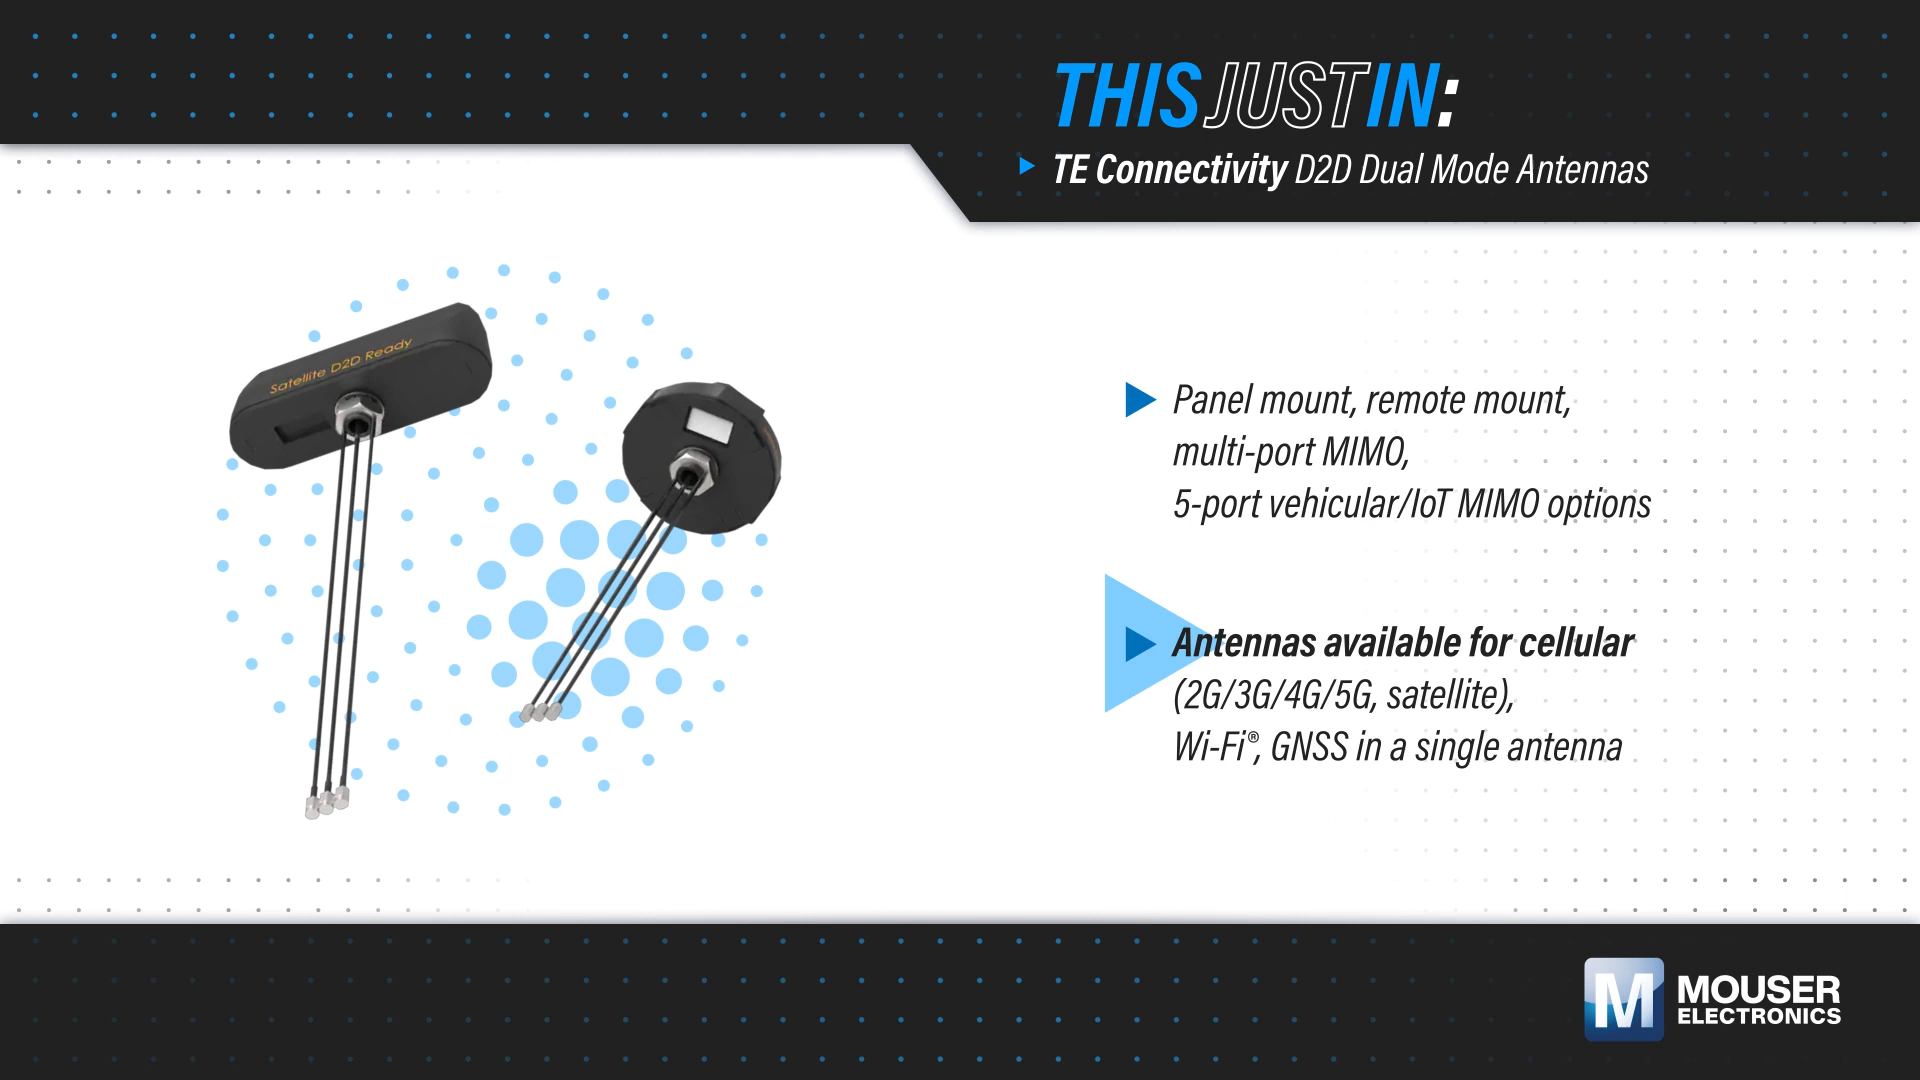 THIS JUST IN:
TE Connectivity D2D Dual Mode Antennas
Satellite D2D Ready
Panel mount, remote mount,
multi-port MIMO,
5-port vehicular/IoT MIMO options
Antennas available for cellular
(2G/3G/4G/5G, satellite),
Wi-Fi®, GNSS in a single antenna
M
MOUSER
ELECTRONICS